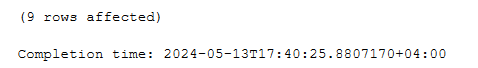 (9 rows affected)
Completion time: 2024-05-13T17:40:25.8807170+04:00